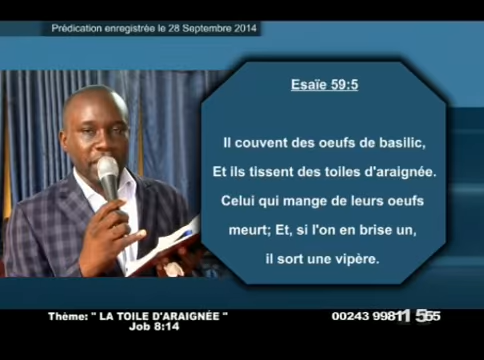 Prédication enregistrée le 28 Septembre 2014
Esaïe 59:5
Il couvent des oeufs de basilic,
Et ils tissent des toiles d'araignée.
Celui qui mange de leurs oeufs
meurt; Et, si l'on en brise un,
il sort une vipère.
Thème: " LA TOILE D'ARAIGNÉE "
Job 8:14
00243